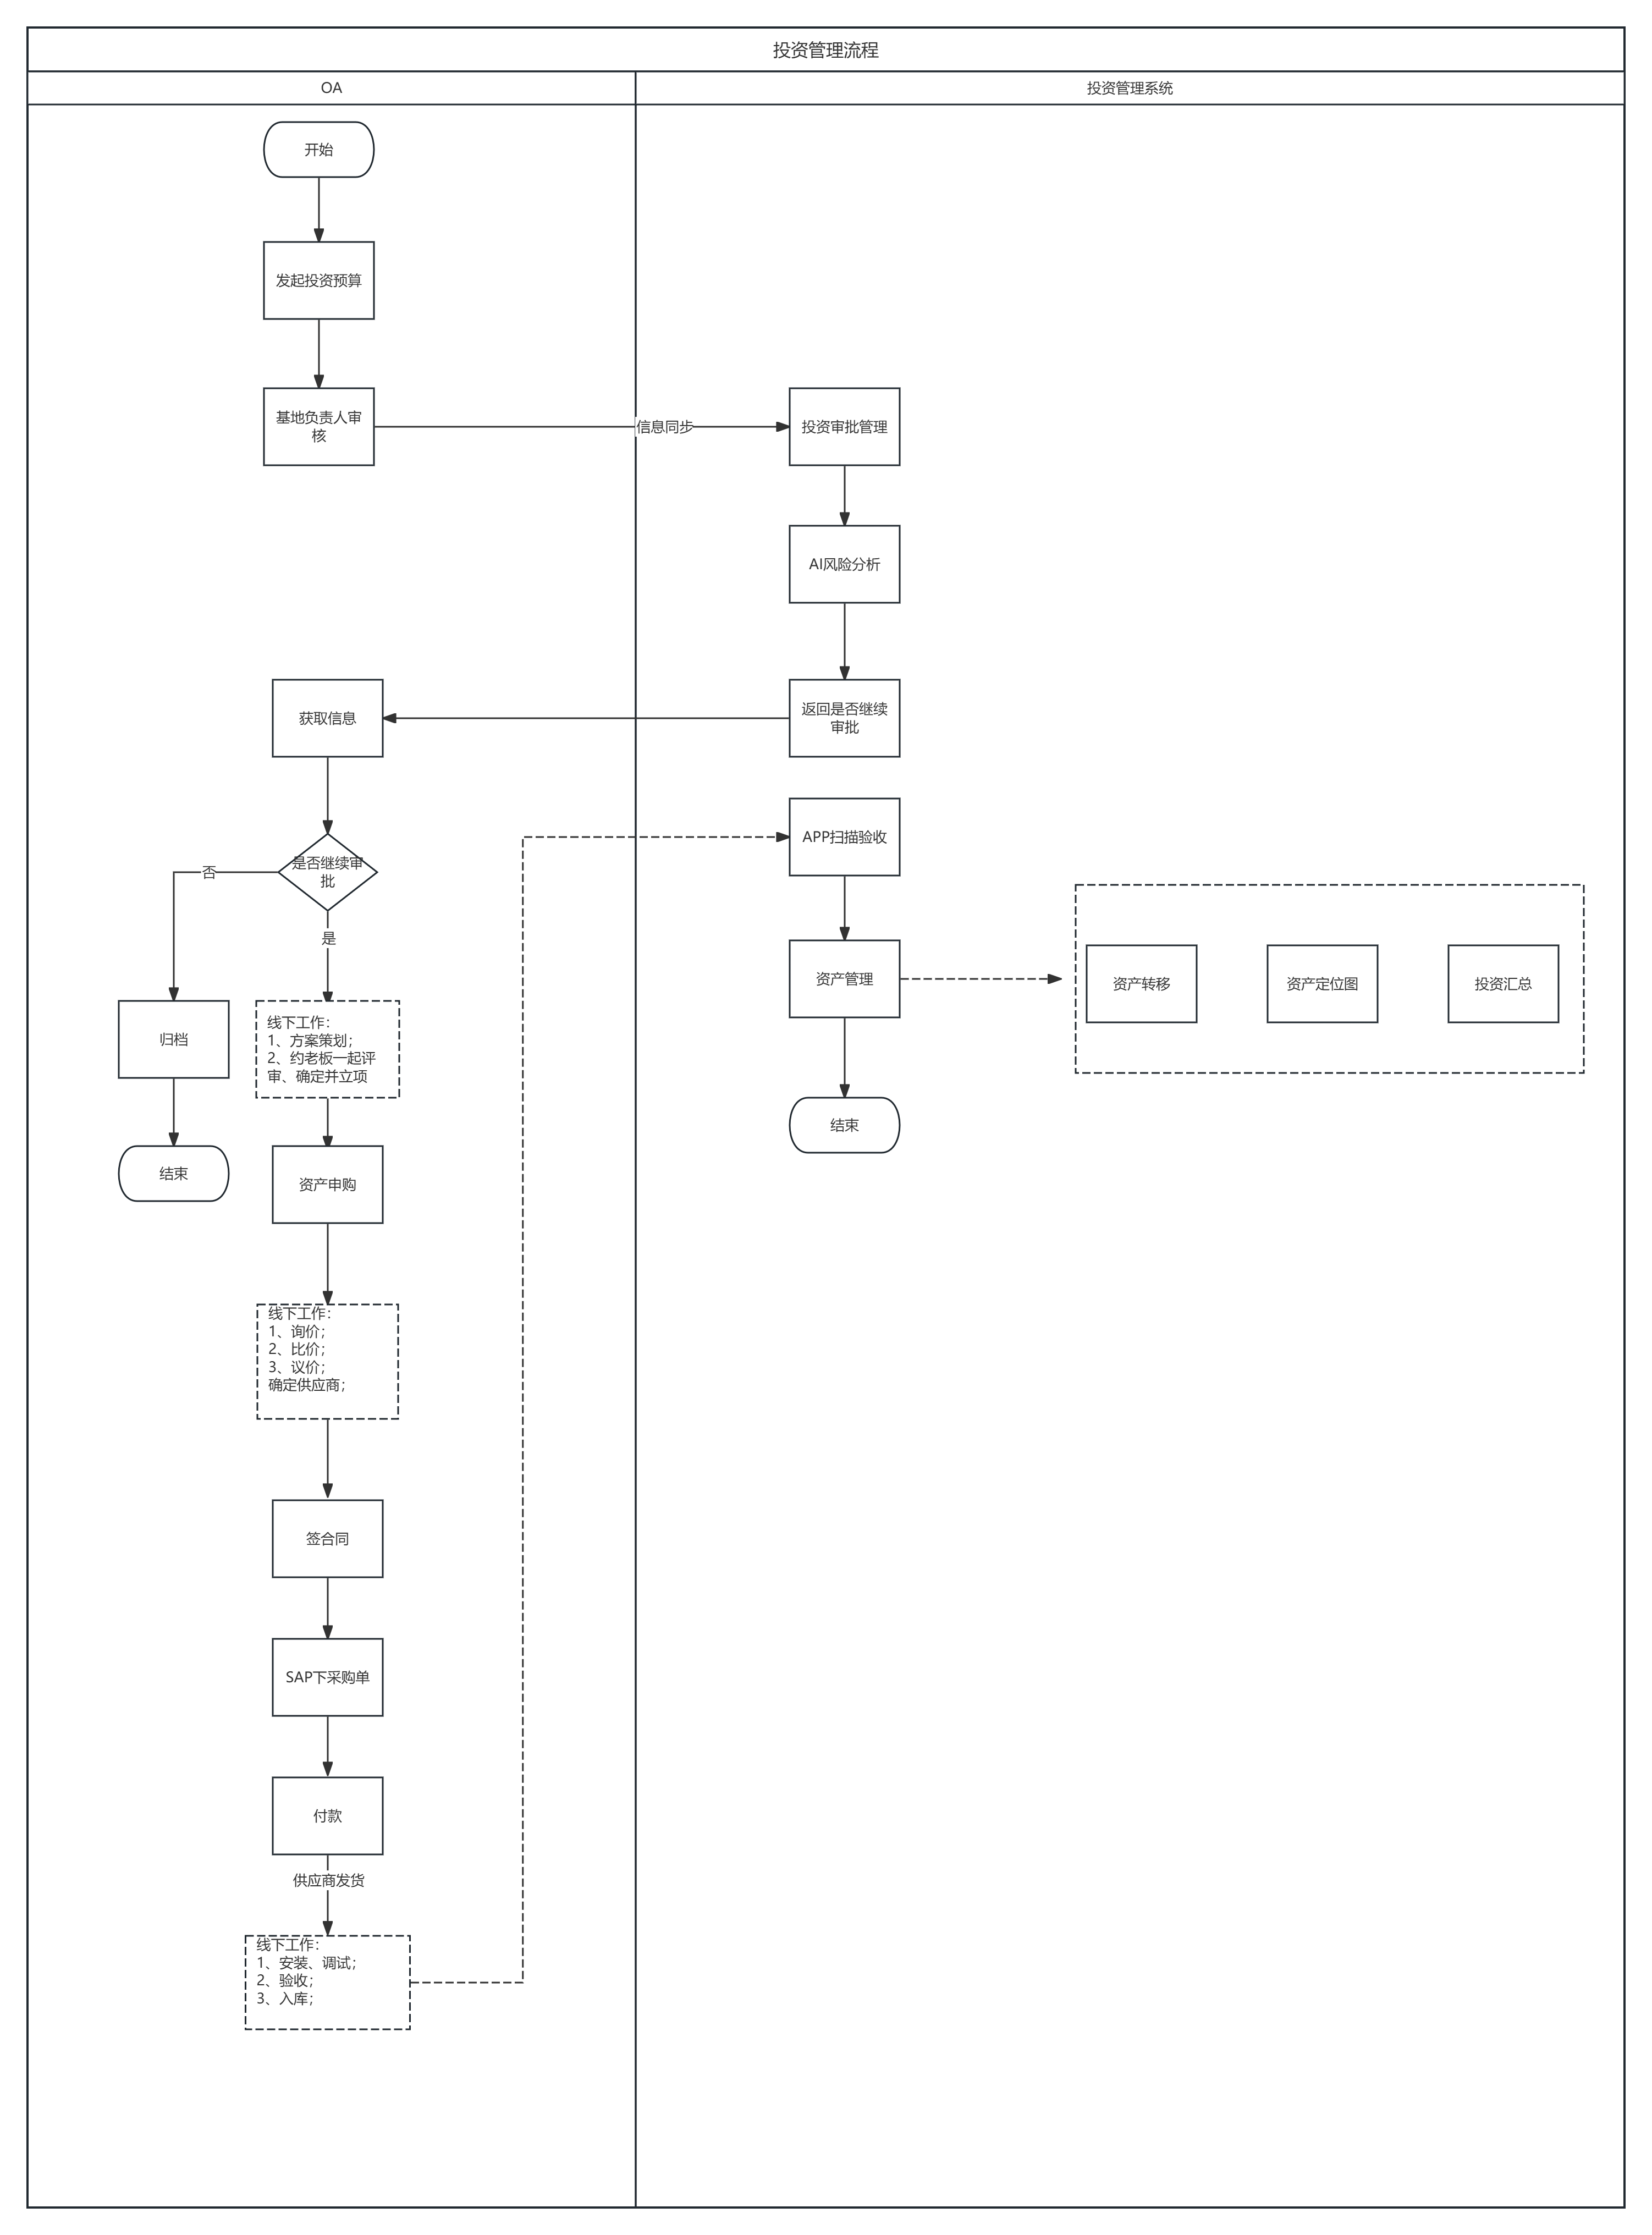 投资管理流程
OA
投资管理系统
开始
发起投资预算
基地负责人审
核
信息同步
投资审批管理
AI风险分析
获取信息
返回是否继续
审批
APP扫描验收
是否继续审
批
否
是
资产管理
资产转移
资产定位图
投资汇总
归档
线下工作：
1、方案策划；
2、约老板一起评
审、确定并立项
结束
结束
资产申购
线下工作：
1、询价；
2、比价；
3、议价；
确定供应商；
签合同
SAP下采购单
付款
供应商发货
线下工作：
1、安装、调试；
2、验收；
3、入库；